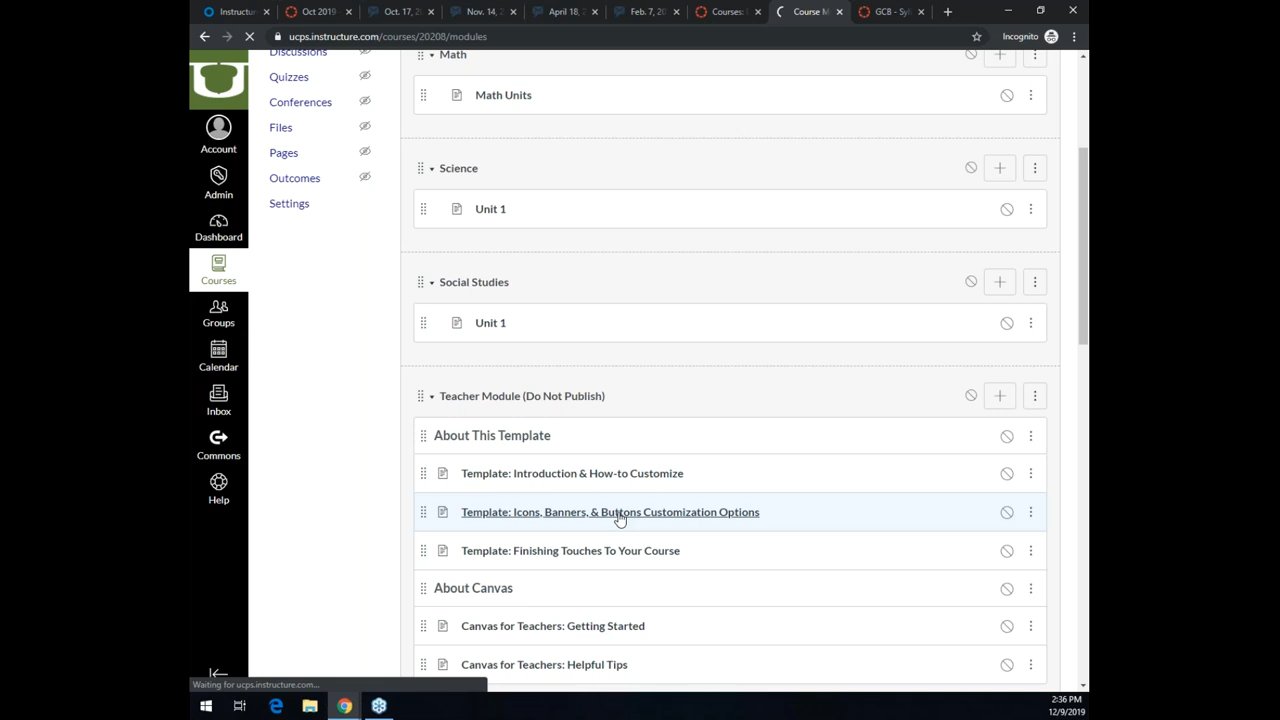 Instructur
Oct 2019
Oct. 17, 20
Nov. 14, 2
April 18, 2
Feb. 7, 20
Courses: 
Course M
GCB - Syl
ucps.instructure.com/courses/20208/modules
Incognito
Discussions
Quizzes
Conferences
Files
Pages
Outcomes
Settings
Account
Admin
Dashboard
Courses
Groups
Calendar
Inbox
Commons
Help
Math
Math Units
Science
Unit 1
Social Studies
Unit 1
Teacher Module (Do Not Publish)
About This Template
Template: Introduction & How-to Customize
Template: Icons, Banners, & Buttons Customization Options
Template: Finishing Touches To Your Course
About Canvas
Canvas for Teachers: Getting Started
Canvas for Teachers: Helpful Tips
Waiting for ucps.instructure.com...
2:36 PM
12/9/2019